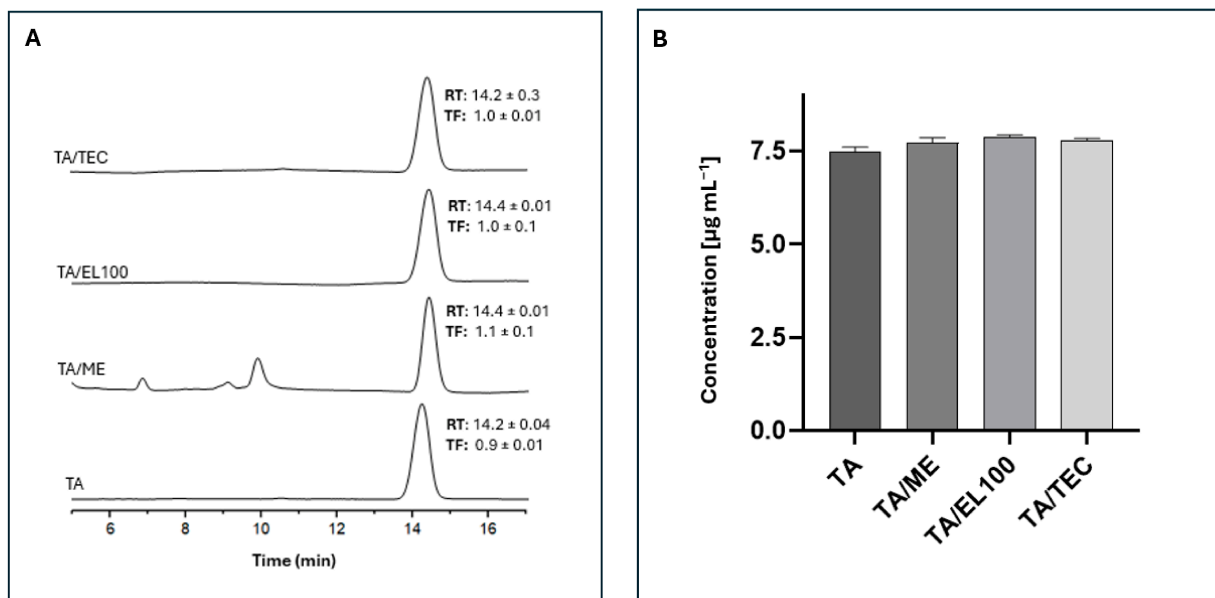 A
RT: 14.2 ± 0.3
TF: 1.0 ± 0.01
TA/TEC
RT: 14.4 ± 0.01
TF: 1.0 ± 0.1
TA/EL100
RT: 14.4 ± 0.01
TF: 1.1 ± 0.1
TA/ME
RT: 14.2 ± 0.04
TF: 0.9 ± 0.01
TA
6 8 10 12 14 16
Time (min)
B
Concentration [µg mL⁻¹]
7.5
5.0
2.5
0.0
TA
TA/ME
TA/EL100
TA/TEC